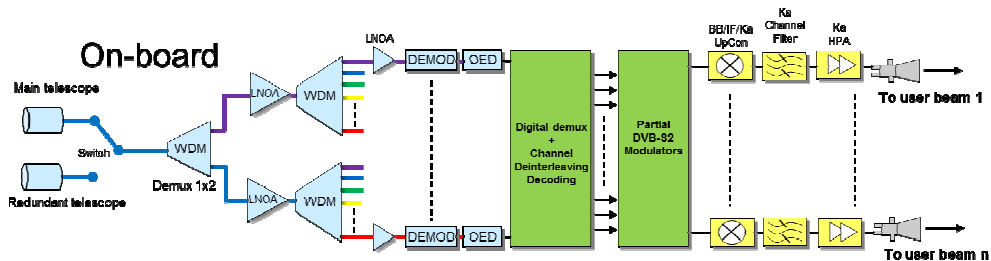 On-board
Main telescope
Switch
Redundant telescope
WDM
Demux 1x2
LNOA
WDM
LNOA
WDM
LNOA
DEMOD
OED
DEMOD
OED
Digital demux
+
Channel
Deinterleaving
Decoding
Partial
DVB-S2
Modulators
BB/IF/Ka
UpCon
Ka
Channel
Filter
Ka
HPA
To user beam 1
To user beam n